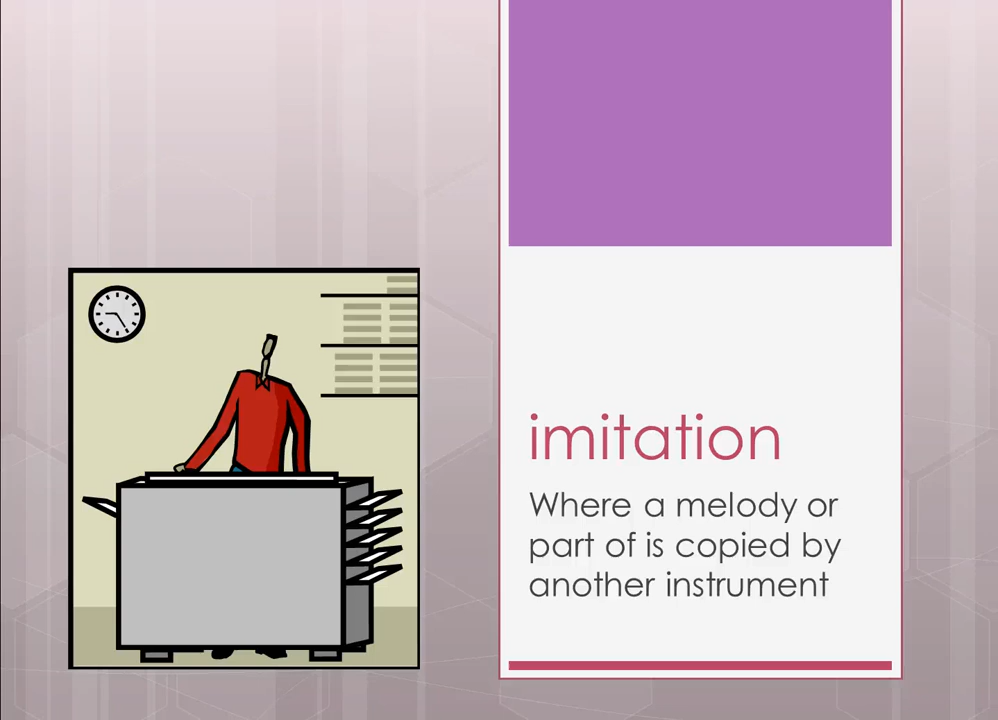 imitation
Where a melody or
part of is copied by
another instrument